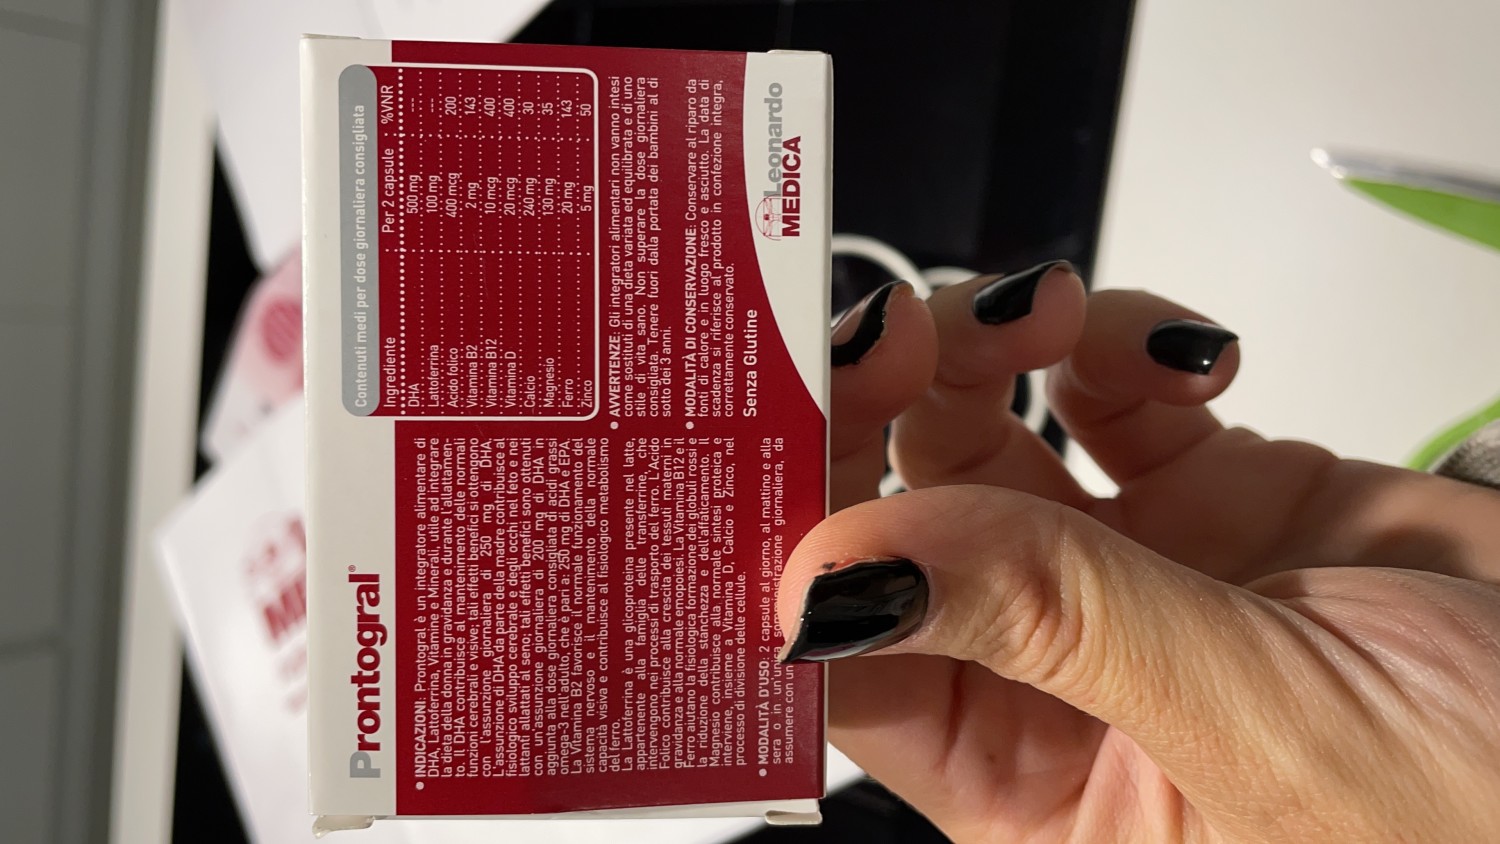 Prontogral®
• INDICAZIONI: Prontogral è un integratore alimentare di
DHA, Lattoferrina, Vitamine e Minerali, utile ad integrare
la dieta della donna in gravidanza e durante l'allattamen-
to. Il DHA contribuisce al mantenimento delle normali
funzioni cerebrali e visive; tali effetti benefici si ottengono
con l'assunzione giornaliera di 250 mg di DHA.
L'assunzione di DHA da parte della madre contribuisce al
fisiologico sviluppo cerebrale e degli occhi nel feto e nei
lattanti allattati al seno; tali effetti benefici sono ottenuti
con un'assunzione giornaliera di 200 mg di DHA in
aggiunta alla dose giornaliera consigliata di acidi grassi
omega-3 nell'adulto, che è pari a: 250 mg di DHA e EPA.
La Vitamina B2 favorisce il normale funzionamento del
sistema nervoso e il mantenimento della normale
capacità visiva e contribuisce al fisiologico metabolismo
del ferro.
La Lattoferrina è una glicoproteina presente nel latte,
appartenente alla famiglia delle transferrine, che
intervengono nei processi di trasporto del ferro. L'Acido
Folico contribuisce alla crescita dei tessuti materni in
gravidanza e alla normale emopoiesi. La Vitamina B12 e il
Ferro aiutano la fisiologica formazione dei globuli rossi e
la riduzione della stanchezza e dell'affaticamento. Il
Magnesio contribuisce alla normale sintesi proteica e
interviene, insieme a Vitamina D, Calcio e Zinco, nel
processo di divisione delle cellule.
• MODALITÀ D'USO: 2 capsule al giorno, al mattino e alla
sera o in un'unica somministrazione giornaliera, da
assumere con un
Contenuti medi per dose giornaliera consigliata
Ingrediente Per 2 capsule %VNR
DHA 500 mg ---
Lattoferrina 100 mg ---
Acido folico 400 mcg 200
Vitamina B2 2 mg 143
Vitamina B12 10 mcg 400
Vitamina D 20 mcg 400
Calcio 240 mg 30
Magnesio 130 mg 35
Ferro 20 mg 143
Zinco 5 mg 50
• AVVERTENZE: Gli integratori alimentari non vanno intesi
come sostituti di una dieta variata ed equilibrata e di uno
stile di vita sano. Non superare la dose giornaliera
consigliata. Tenere fuori dalla portata dei bambini al di
sotto dei 3 anni.
• MODALITÀ DI CONSERVAZIONE: Conservare al riparo da
fonti di calore e in luogo fresco e asciutto. La data di
scadenza si riferisce al prodotto in confezione integra,
correttamente conservato.
Senza Glutine
Leonardo
MEDICA